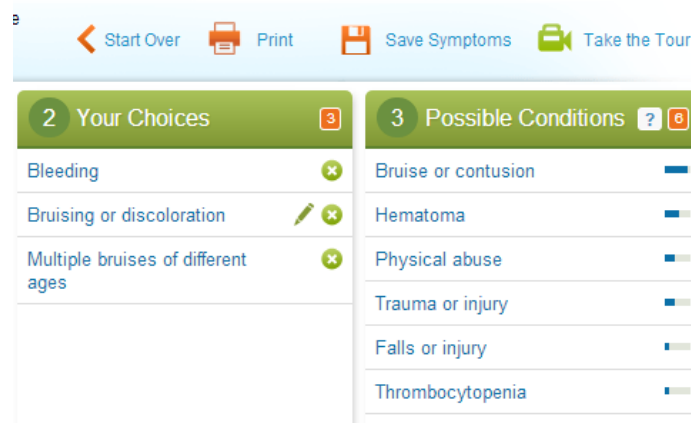 e
Start Over Print Save Symptoms Take the Tour
2 Your Choices 3
Bleeding
Bruising or discoloration
Multiple bruises of different
ages
3 Possible Conditions ? 6
Bruise or contusion
Hematoma
Physical abuse
Trauma or injury
Falls or injury
Thrombocytopenia